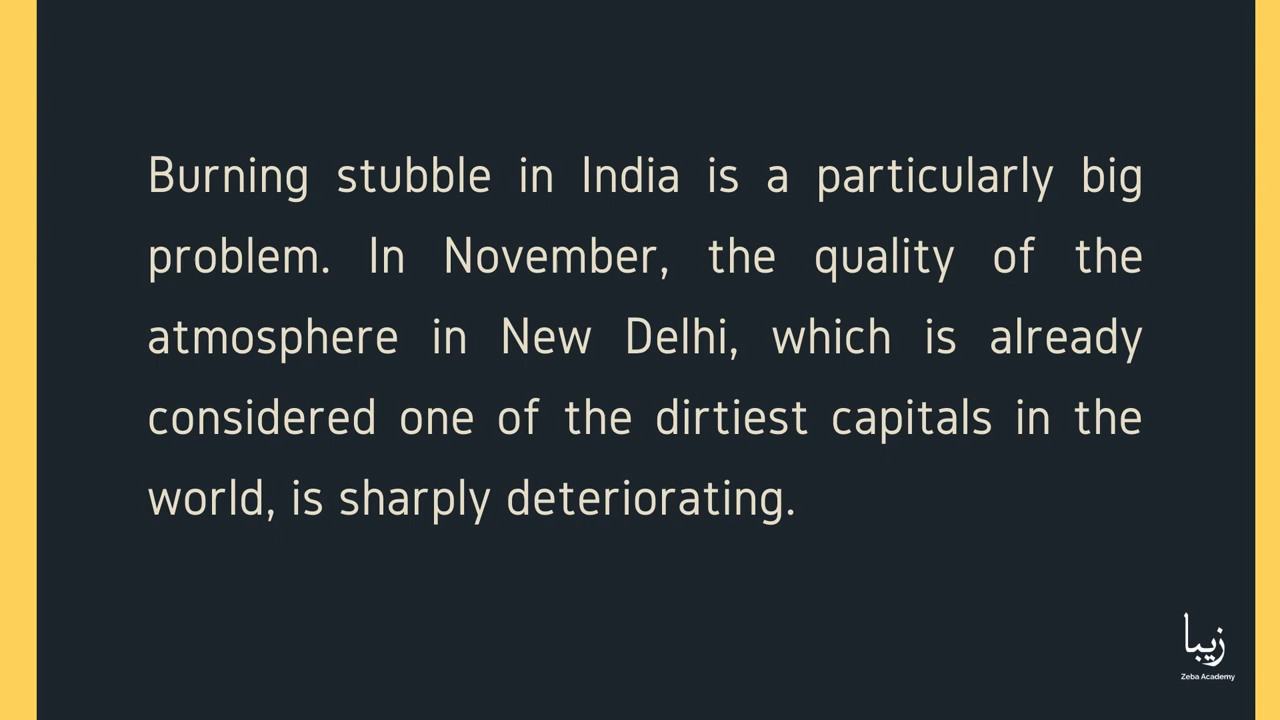 Burning stubble in India is a particularly big
problem. In November, the quality of the
atmosphere in New Delhi, which is already
considered one of the dirtiest capitals in the
world, is sharply deteriorating.
زیبا
Zeba Academy